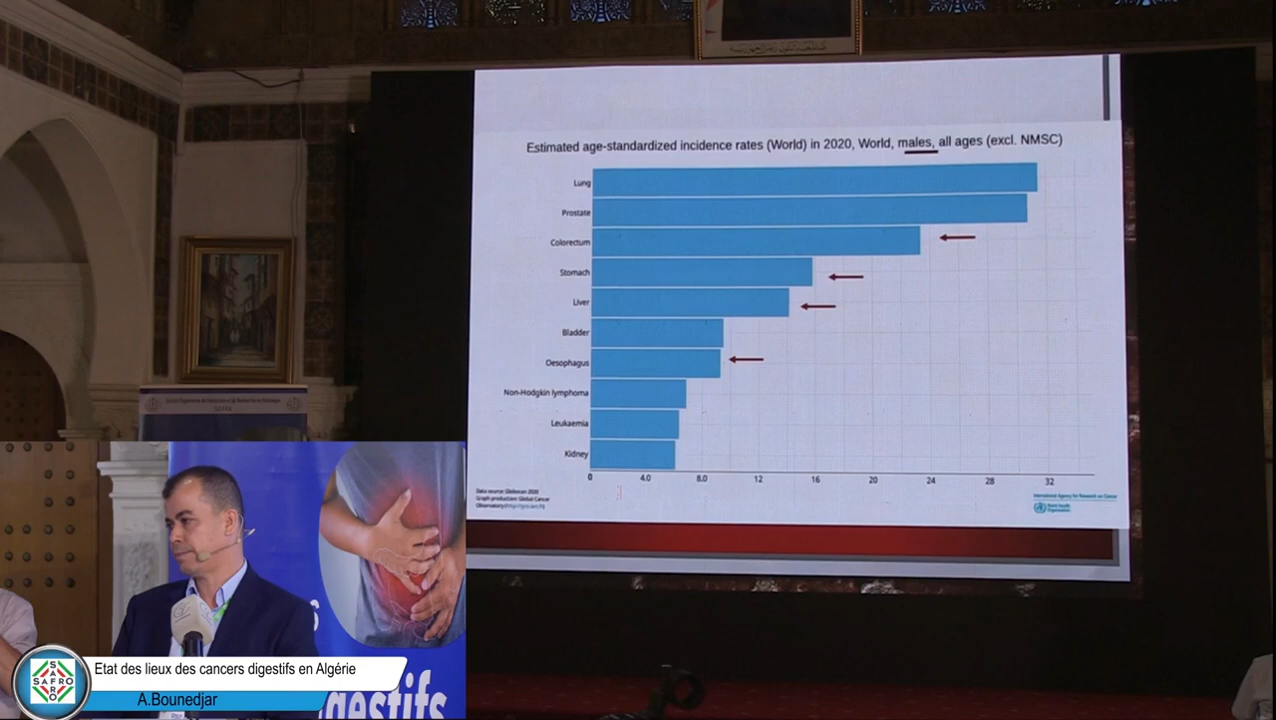 Estimated age-standardized incidence rates (World) in 2020, World, males, all ages (excl. NMSC)
Lung
Prostate
Colorectum
Stomach
Liver
Bladder
Oesophagus
Non-Hodgkin lymphoma
Leukaemia
Kidney
0 4.0 8.0 12 16 20 24 28 32
Data source: Globocan 2020
Graph production: Global Cancer
International Agency for Research on Cancer
World Health
Organization
SAFRO
Etat des lieux des cancers digestifs en Algérie
A.Bounedjar